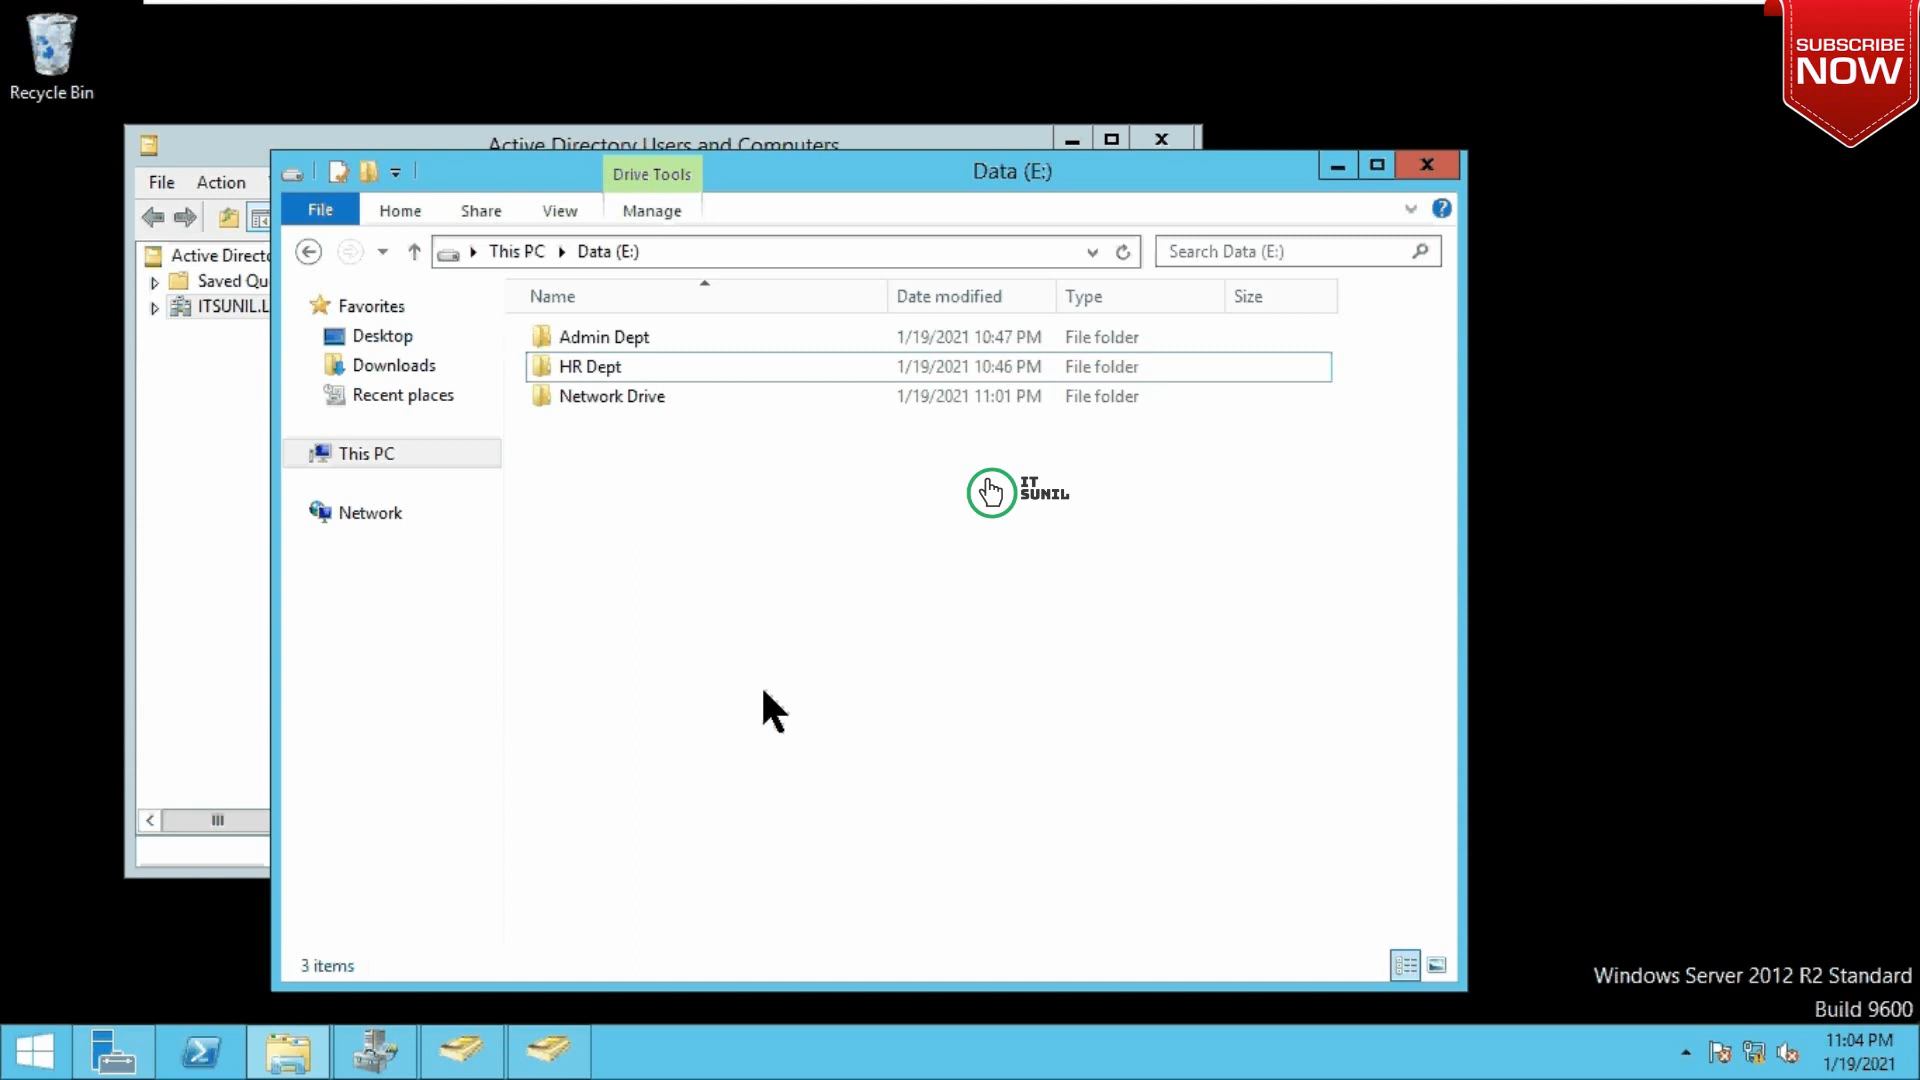 Recycle Bin
SUBSCRIBE
NOW
Active Directory Users and Computers
File Action
Active Directo
Saved Qu
ITSUNIL.L
Drive Tools
Data (E:)
File Home Share View Manage
This PC Data (E:)
Search Data (E:)
Name Date modified Type Size
Admin Dept 1/19/2021 10:47 PM File folder
HR Dept 1/19/2021 10:46 PM File folder
Network Drive 1/19/2021 11:01 PM File folder
Favorites
Desktop
Downloads
Recent places
This PC
Network
IT
SUNIL
3 items
Windows Server 2012 R2 Standard
Build 9600
11:04 PM
1/19/2021